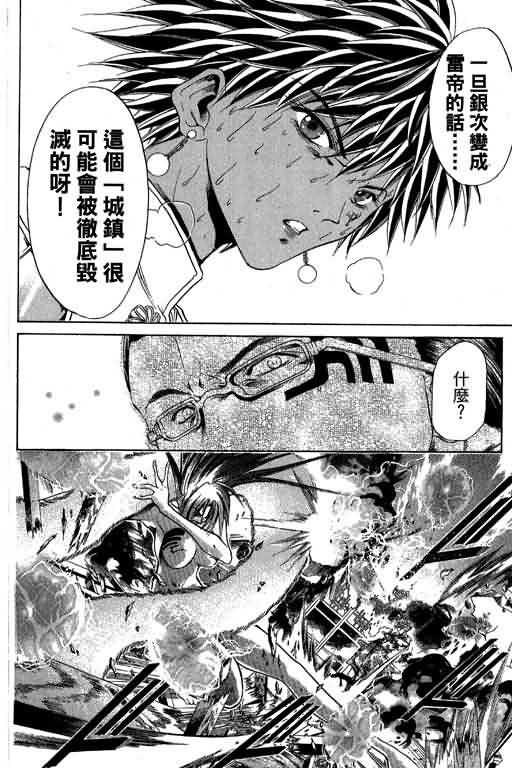 一旦銀次變成
雷帝的話……
這個「城鎮」很
可能會被徹底毀
滅的呀！
什麼？